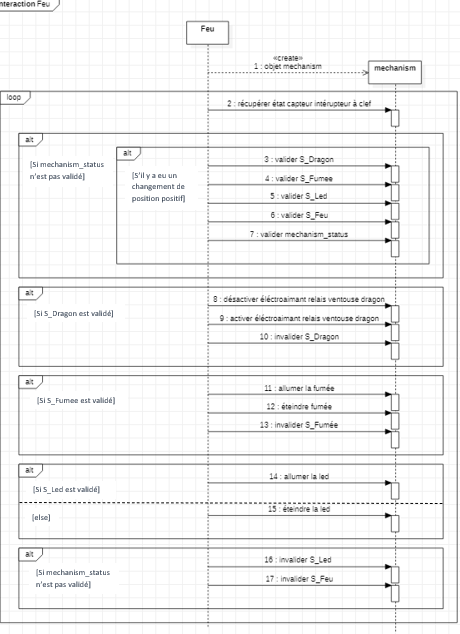 nteraction Feu
Feu
«create»
1 : objet mechanism
mechanism
loop
2 : récupérer état capteur intérupteur à clef
alt
[Si mechanism_status
n'est pas validé]
alt
[S'il y a eu un
changement de
position positif]
3 : valider S_Dragon
4 : valider S_Fumee
5 : valider S_Led
6 : valider S_Feu
7 : valider mechanism_status
alt
[Si S_Dragon est validé]
8 : désactiver éléctroaimant relais ventouse dragon
9 : activer éléctroaimant relais ventouse dragon
10 : invalider S_Dragon
alt
[Si S_Fumee est validé]
11 : allumer la fumée
12 : éteindre fumée
13 : invalider S_Fumée
alt
[Si S_Led est validé]
14 : allumer la led
[else]
15 : éteindre la led
alt
[Si mechanism_status
n'est pas validé]
16 : invalider S_Led
17 : invalider S_Feu